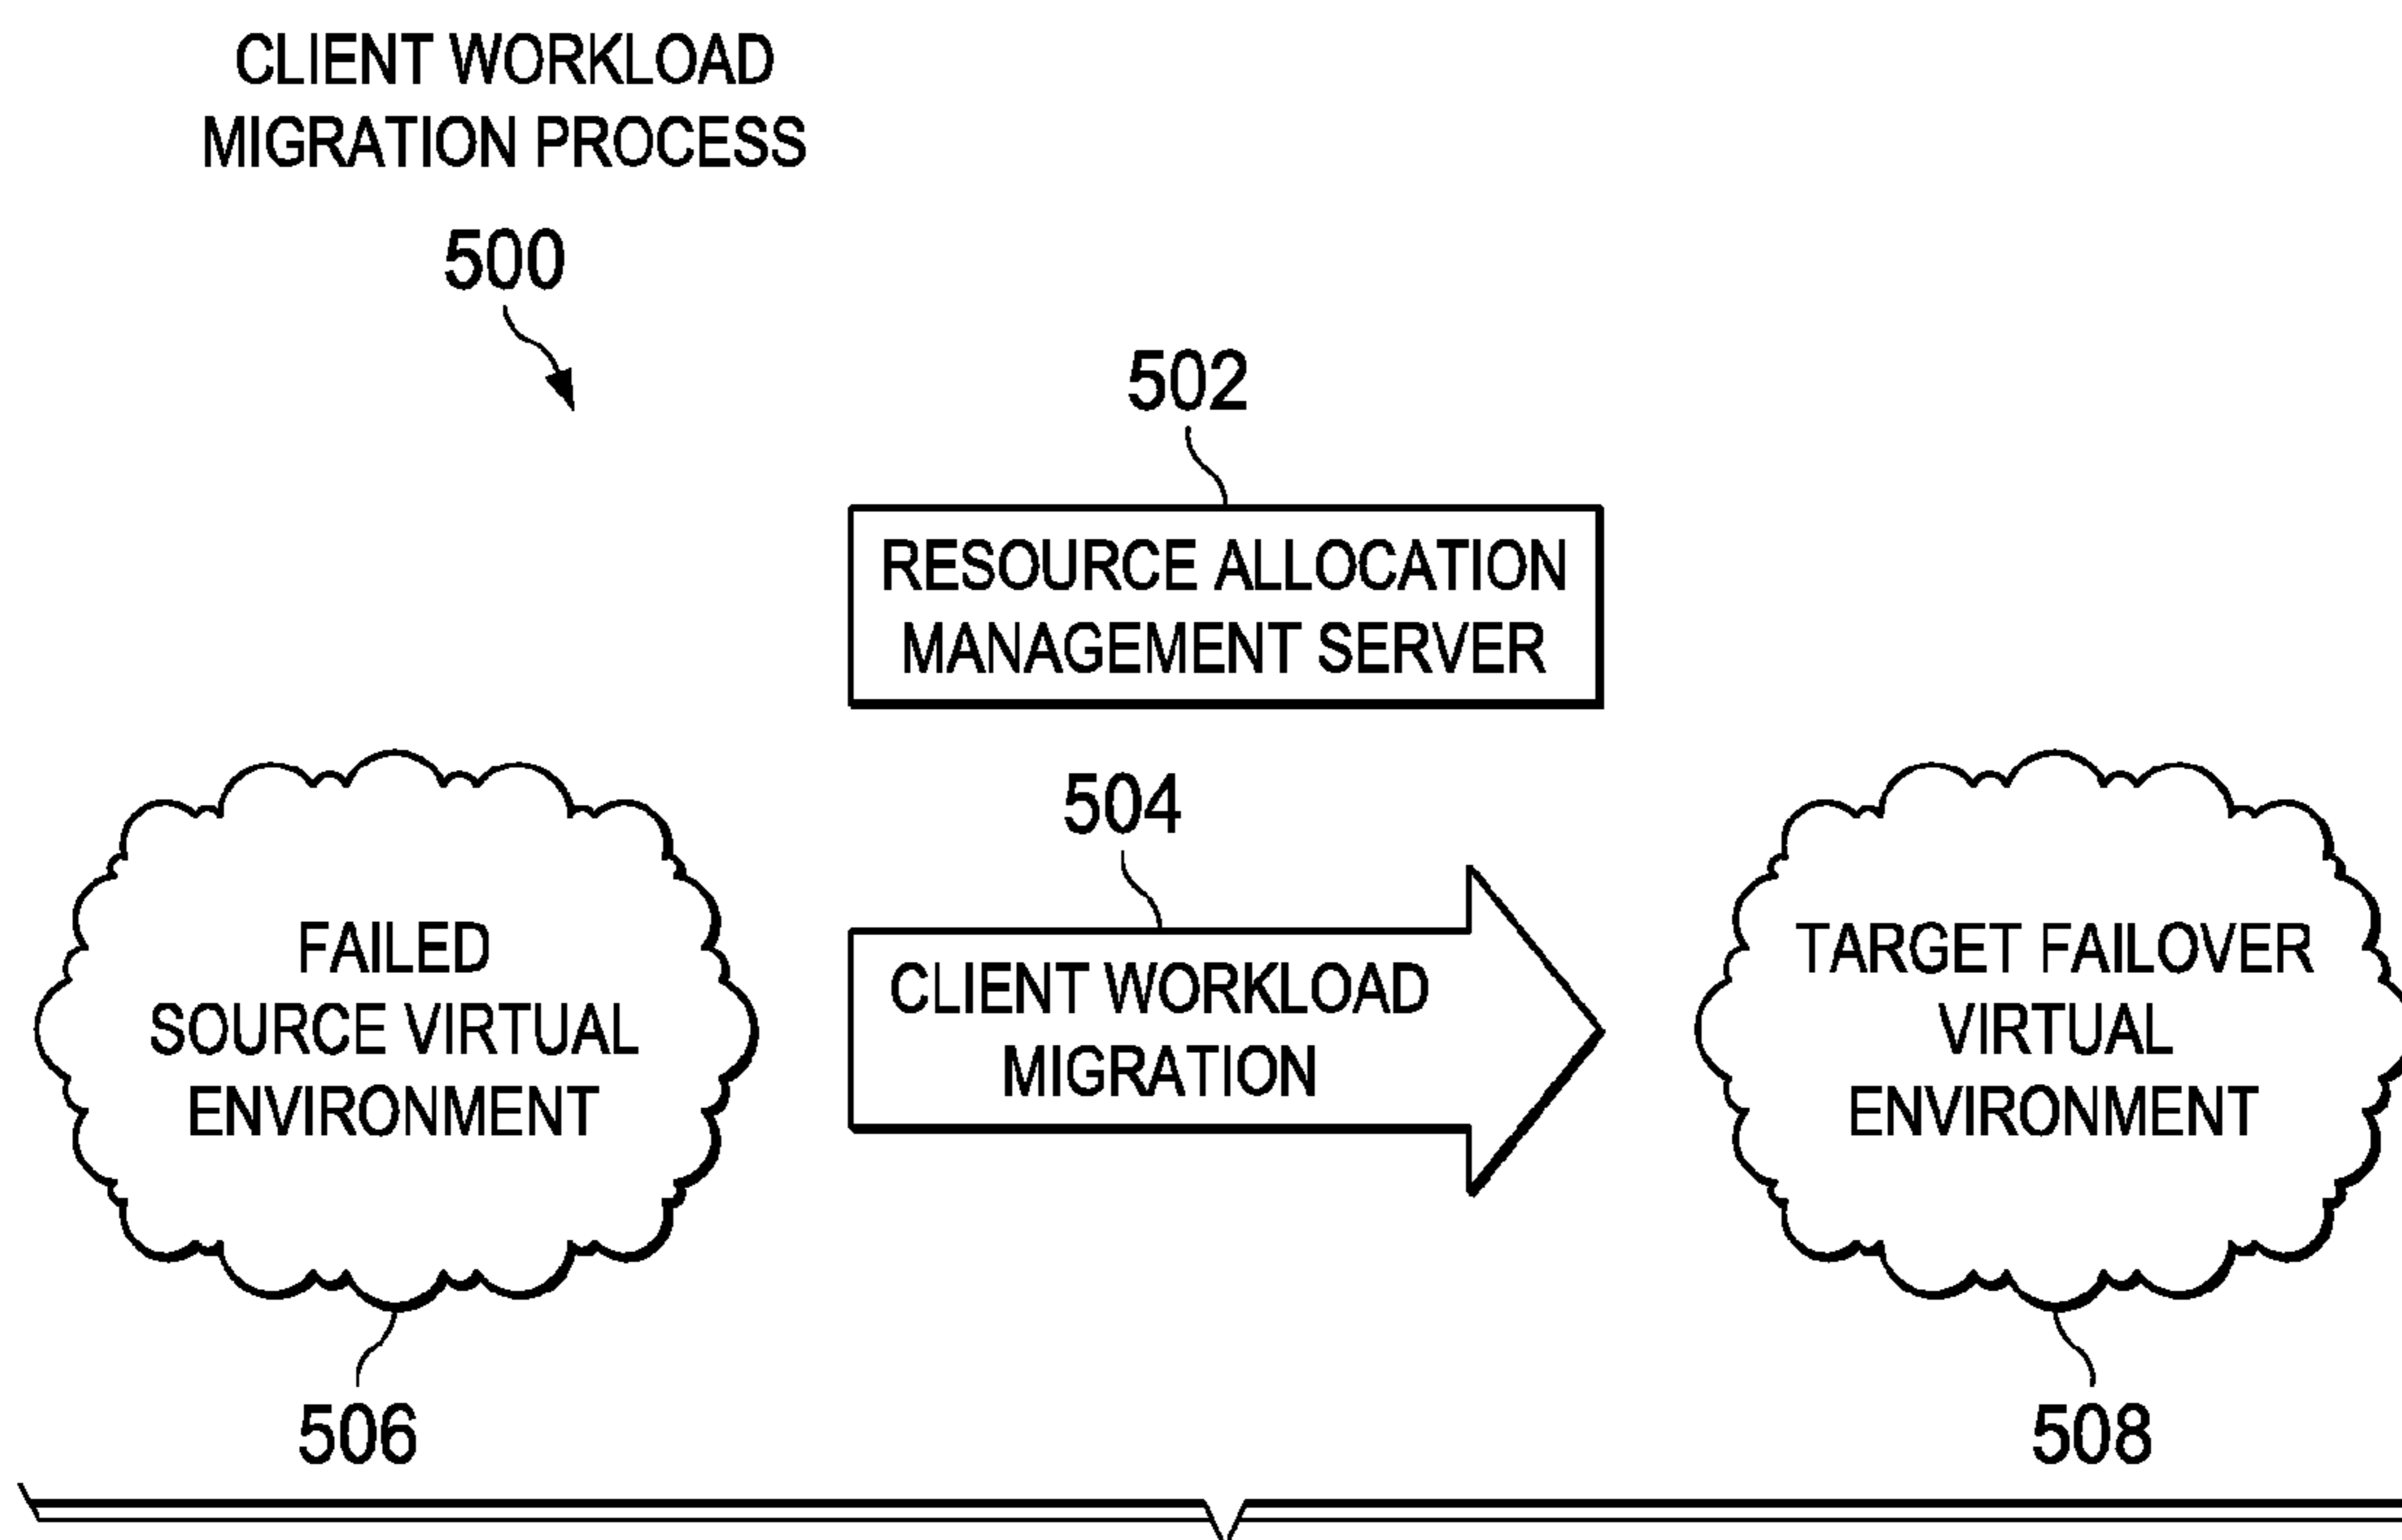 CLIENT WORKLOAD
MIGRATION PROCESS
500
502
RESOURCE ALLOCATION
MANAGEMENT SERVER
504
FAILED
SOURCE VIRTUAL
ENVIRONMENT
CLIENT WORKLOAD
MIGRATION
TARGET FAILOVER
VIRTUAL
ENVIRONMENT
506
508